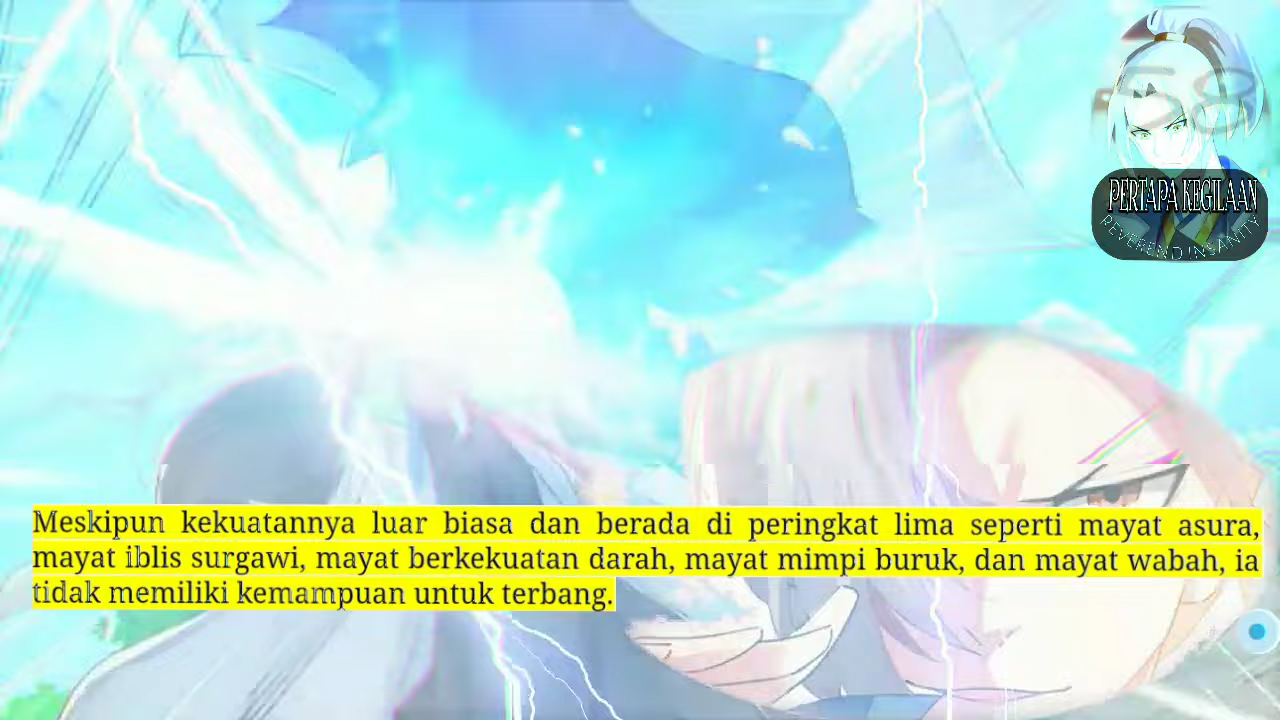 58
PERTAPA KEGILAAN
REVEREND INSANITY
Meskipun kekuatannya luar biasa dan berada di peringkat lima seperti mayat asura,
mayat iblis surgawi, mayat berkekuatan darah, mayat mimpi buruk, dan mayat wabah, ia
tidak memiliki kemampuan untuk terbang.